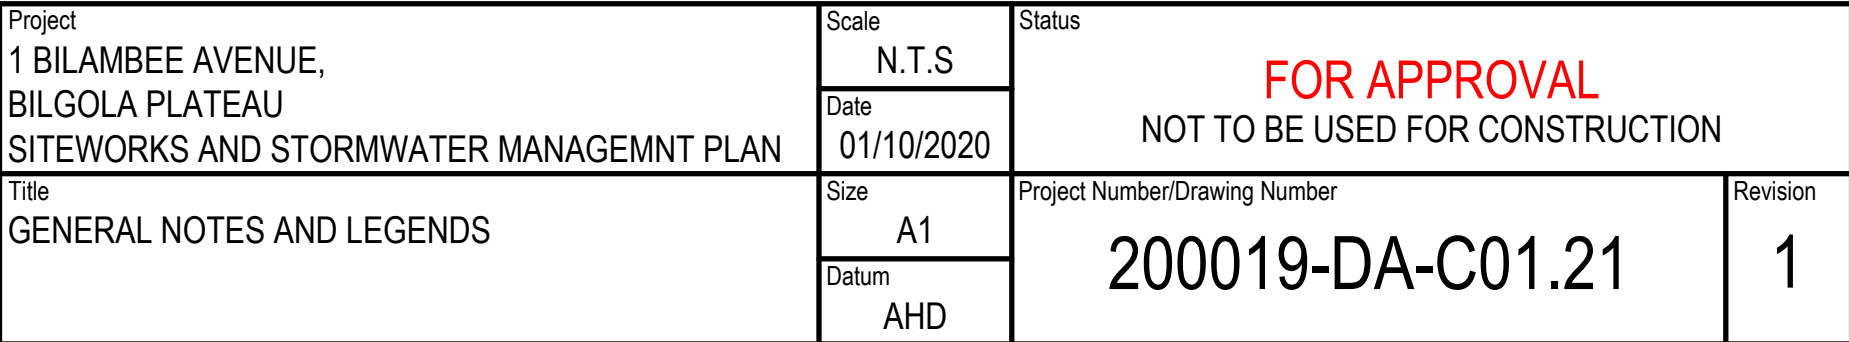 Project
1 BILAMBEE AVENUE,
BILGOLA PLATEAU
SITEWORKS AND STORMWATER MANAGEMNT PLAN
Scale
N.T.S
Date
01/10/2020
Status
FOR APPROVAL
NOT TO BE USED FOR CONSTRUCTION
Title
GENERAL NOTES AND LEGENDS
Size
A1
Datum
AHD
Project Number/Drawing Number
200019-DA-C01.21
Revision
1